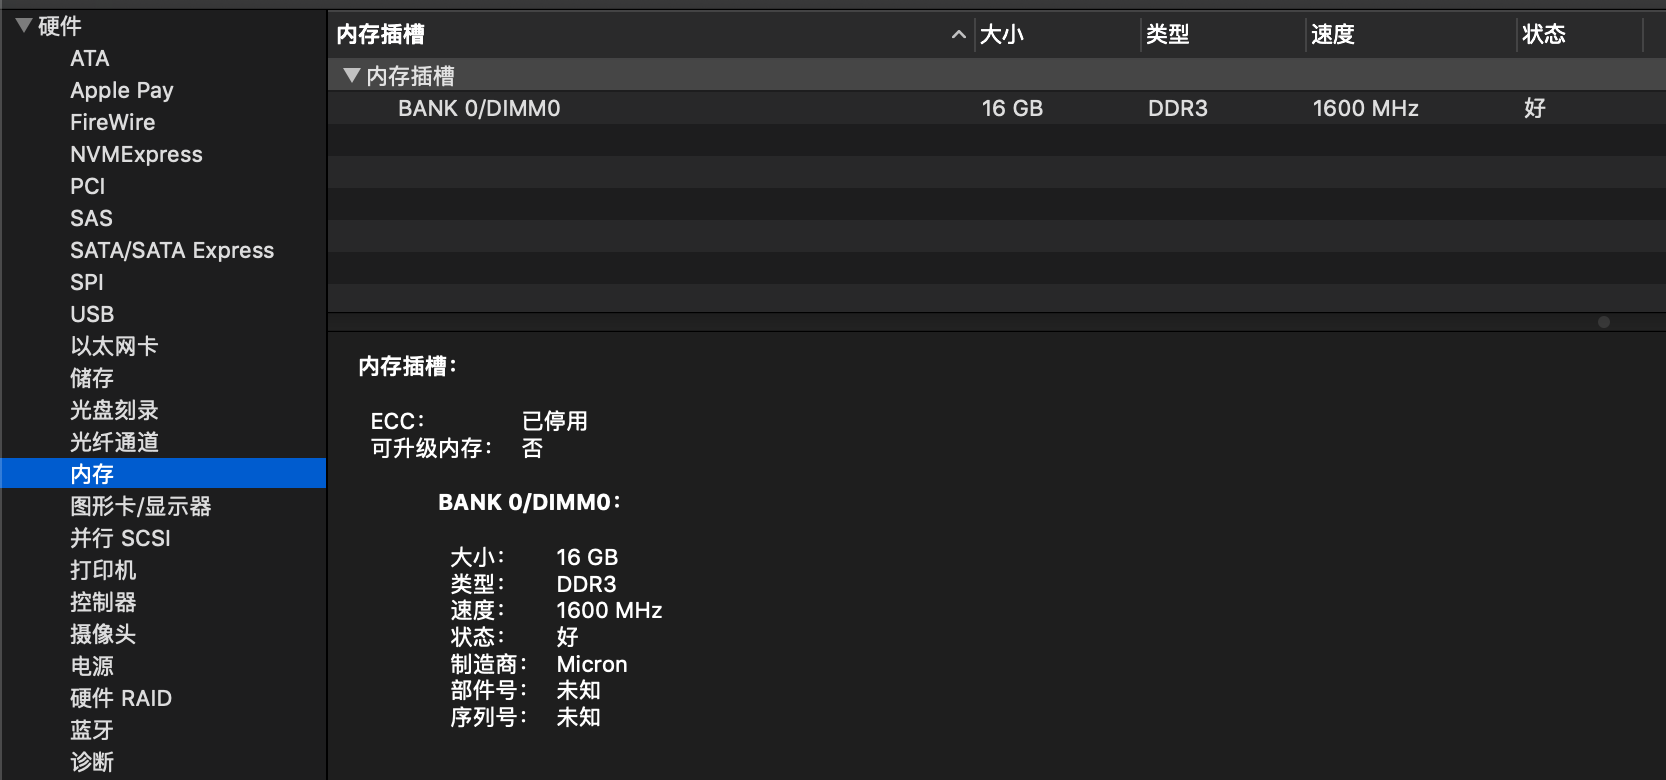 硬件
ATA
Apple Pay
FireWire
NVMExpress
PCI
SAS
SATA/SATA Express
SPI
USB
以太网卡
储存
光盘刻录
光纤通道
内存
图形卡/显示器
并行 SCSI
打印机
控制器
摄像头
电源
硬件 RAID
蓝牙
诊断
内存插槽 大小 类型 速度 状态
内存插槽
BANK 0/DIMM0 16 GB DDR3 1600 MHz 好
内存插槽：
ECC： 已停用
可升级内存： 否
BANK 0/DIMM0：
大小： 16 GB
类型： DDR3
速度： 1600 MHz
状态： 好
制造商： Micron
部件号： 未知
序列号： 未知